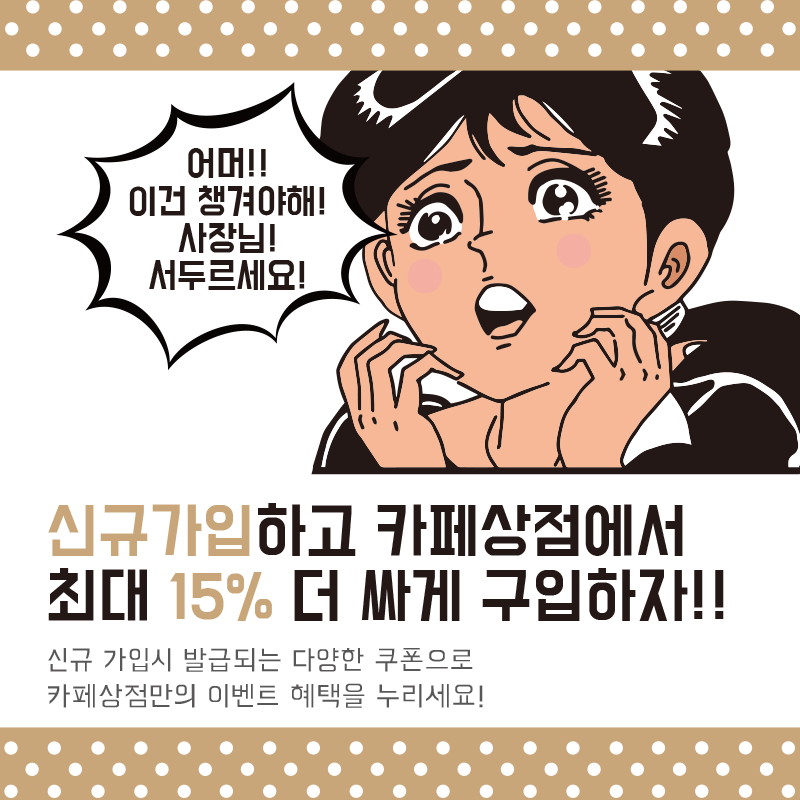 어머!!
이건 챙겨야해!
사장님!
서두르세요!
신규가입하고 카페상점에서
최대 15% 더 싸게 구입하자!!
신규 가입시 발급되는 다양한 쿠폰으로
카페상점만의 이벤트 혜택을 누리세요!